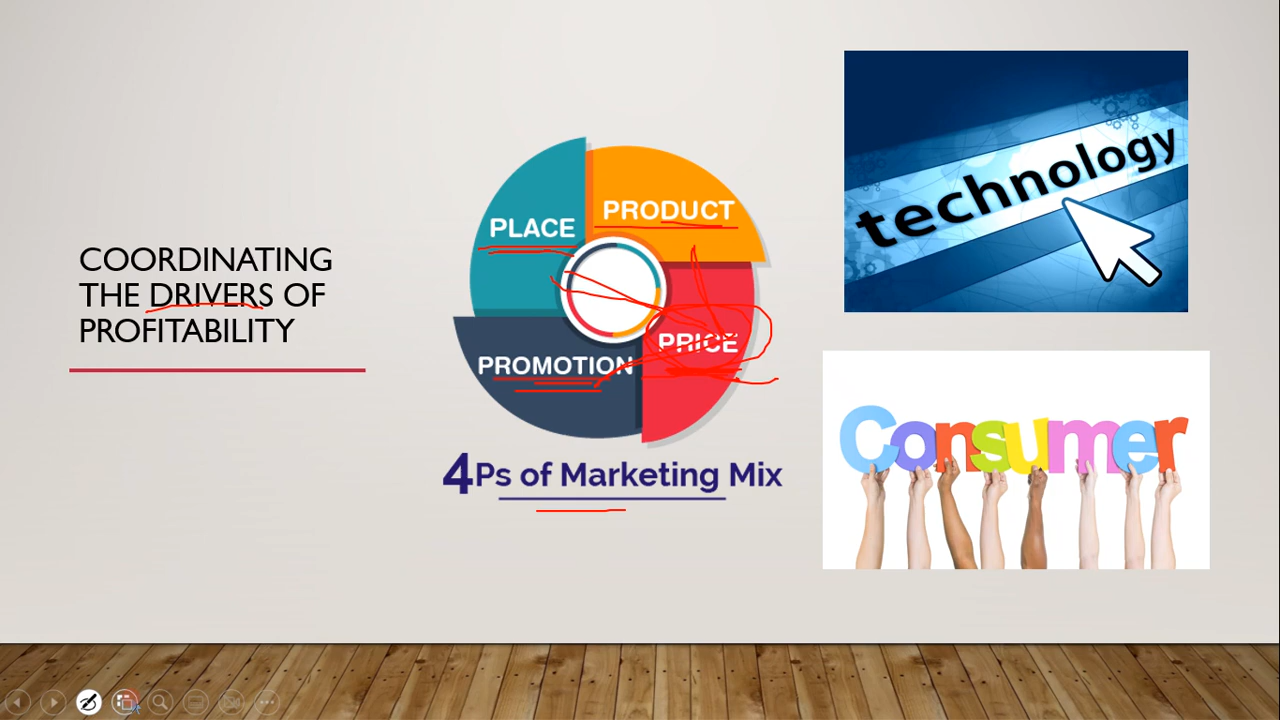 COORDINATING
THE DRIVERS OF
PROFITABILITY
PLACE
PRODUCT
PROMOTION
PRICE
4Ps of Marketing Mix
technology
Consumer